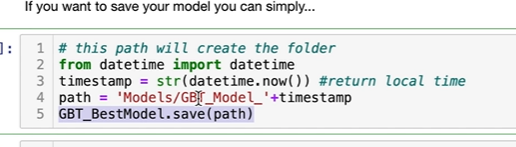 If you want to save your model you can simply...
]: 1 # this path will create the folder
2 from datetime import datetime
3 timestamp = str(datetime.now()) #return local time
4 path = 'Models/GBT_Model_'+timestamp
5 GBT_BestModel.save(path)